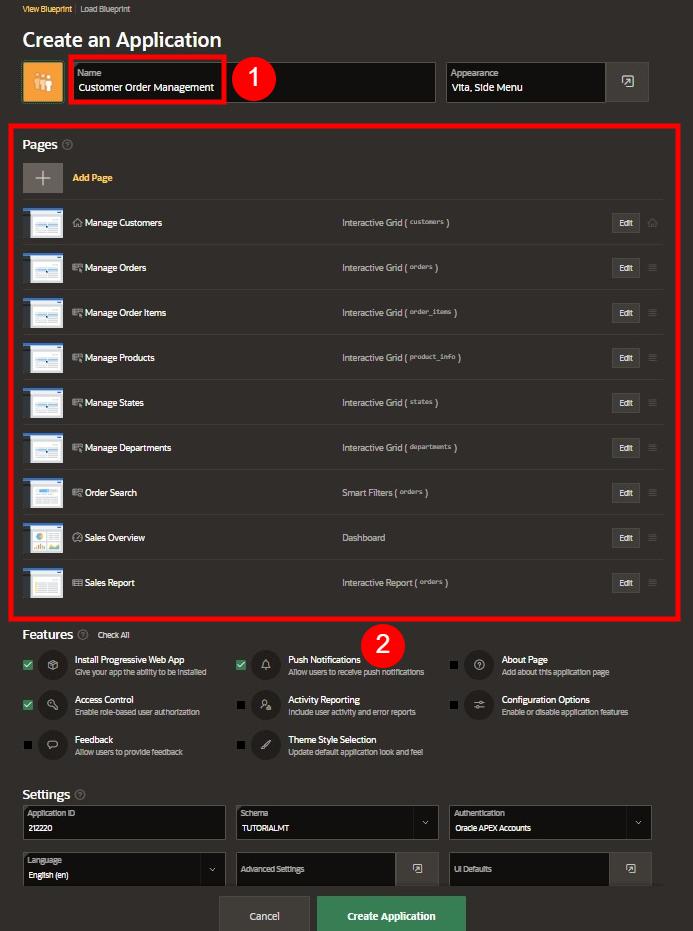 View Blueprint Load Blueprint
Create an Application
Name
Customer Order Management
1
Appearance
Vita, Side Menu
Pages ?
Add Page
Manage Customers Interactive Grid ( customers ) Edit
Manage Orders Interactive Grid ( orders ) Edit
Manage Order Items Interactive Grid ( order_items ) Edit
Manage Products Interactive Grid ( product_info ) Edit
Manage States Interactive Grid ( states ) Edit
Manage Departments Interactive Grid ( departments ) Edit
Order Search Smart Filters ( orders ) Edit
Sales Overview Dashboard Edit
Sales Report Interactive Report ( orders ) Edit
2
Features ? Check All
Install Progressive Web App
Give your app the ability to be installed
Push Notifications
Allow users to receive push notifications
About Page
Add about this application page
Access Control
Enable role-based user authorization
Activity Reporting
Include user activity and error reports
Configuration Options
Enable or disable application features
Feedback
Allow users to provide feedback
Theme Style Selection
Update default application look and feel
Settings ?
Application ID
212220
Schema
TUTORIALMT
Authentication
Oracle APEX Accounts
Language
English (en)
Advanced Settings
UI Defaults
Cancel
Create Application